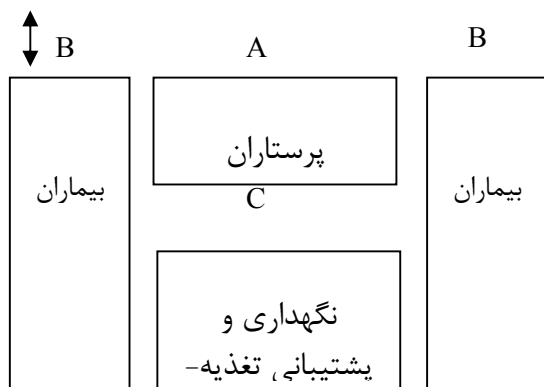 B A B
پرستاران
بیماران بیماران
C
نگهداری و
پشتیبانی تغذیه-